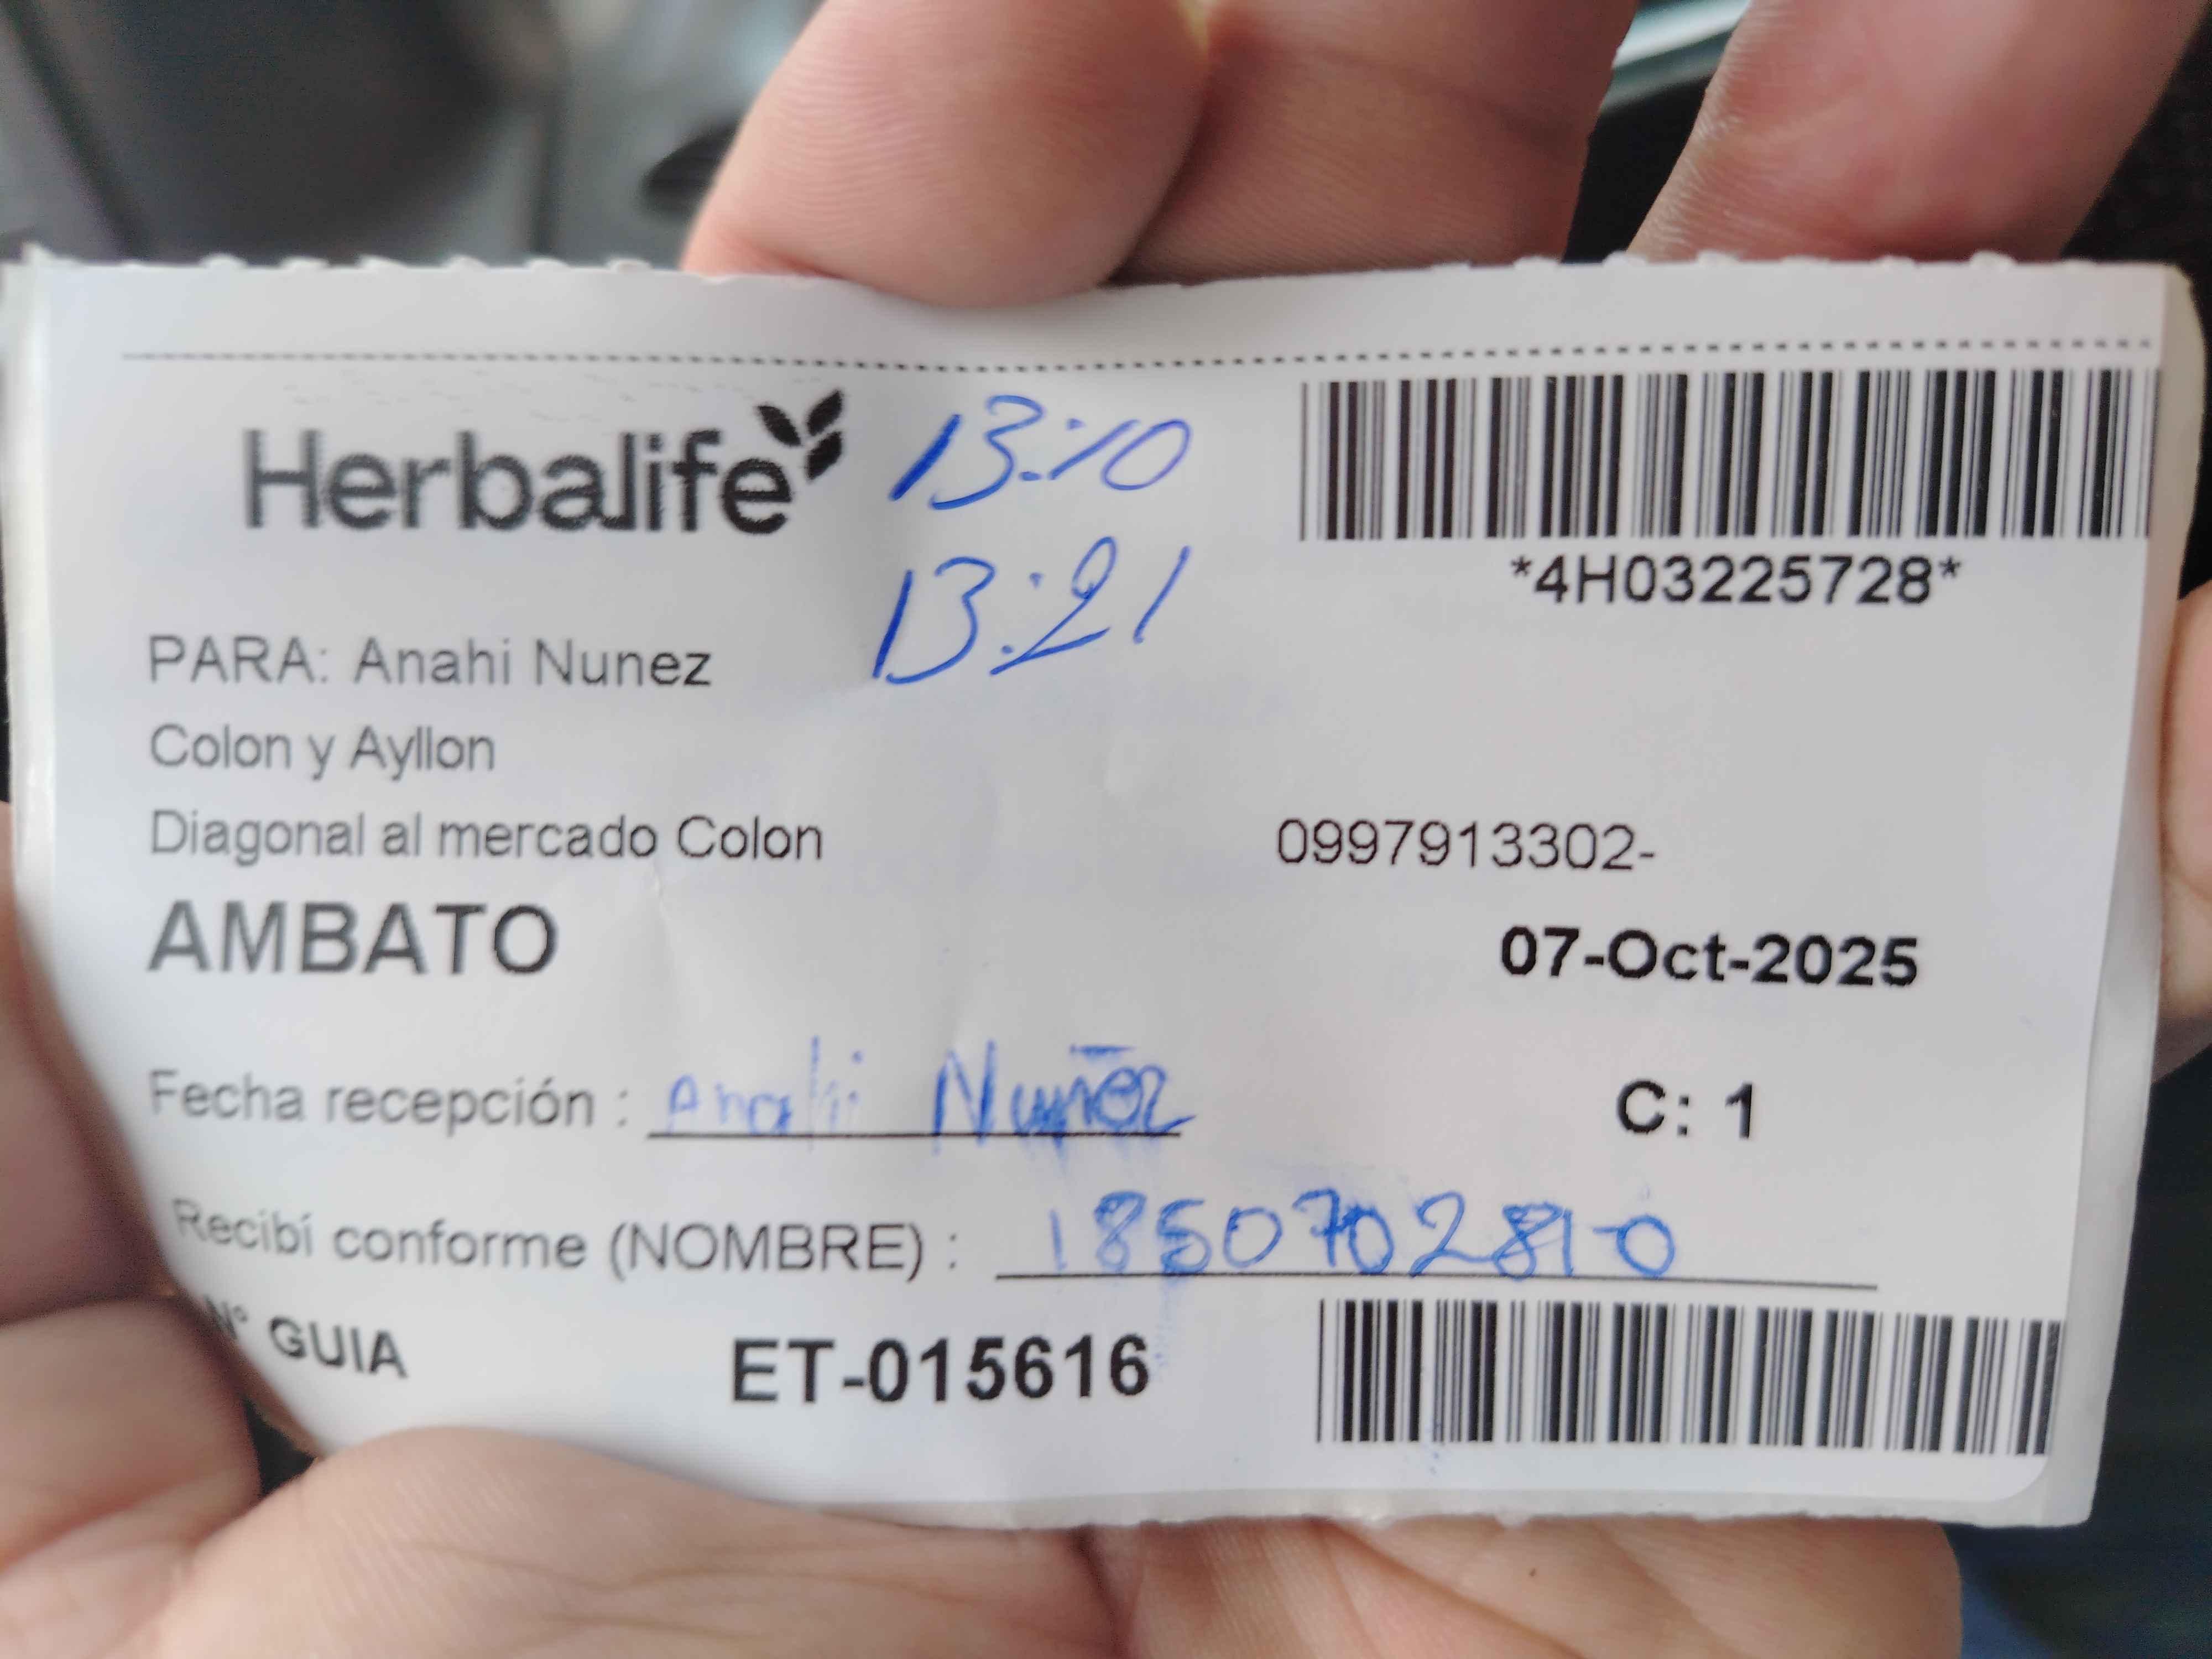 Herbalife
13:10
13:21
*4H03225728*
PARA: Anahi Nunez
Colon y Ayllon
Diagonal al mercado Colon
0997913302-
AMBATO
07-Oct-2025
Fecha recepción : Anahi Nuñez
C: 1
Recibí conforme (NOMBRE) : 1850702810
N° GUIA ET-015616